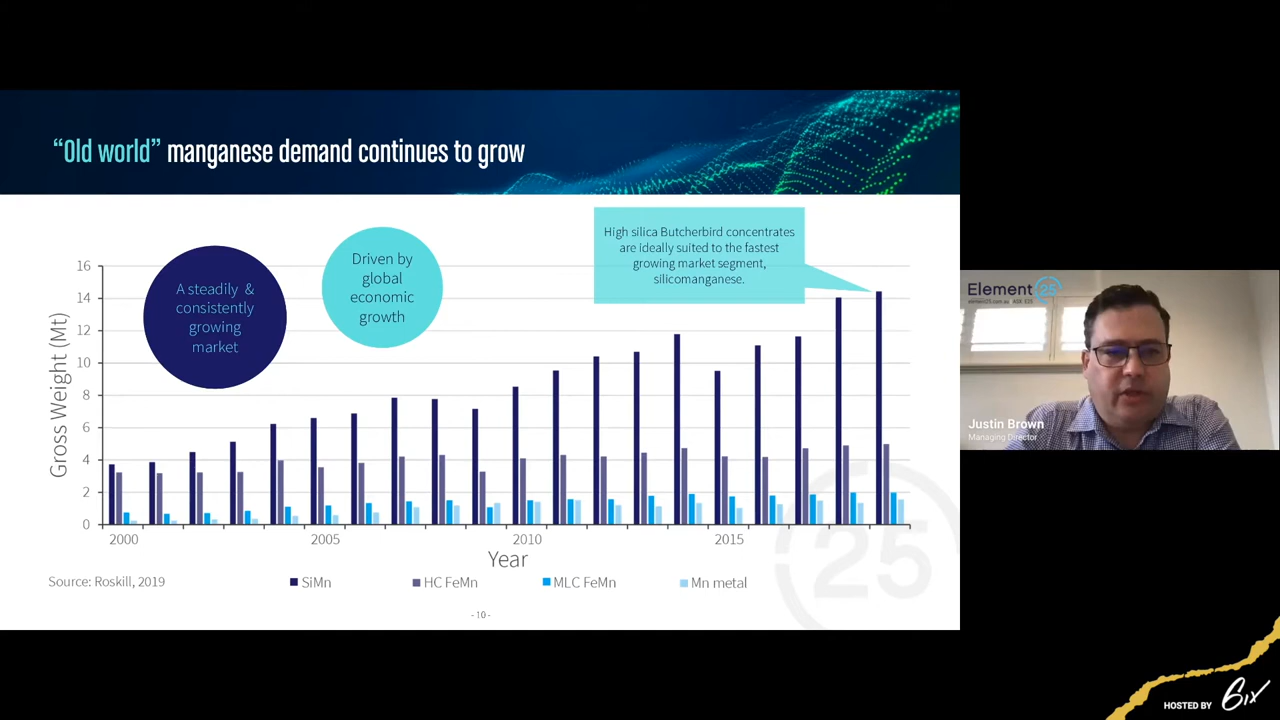 “Old world” manganese demand continues to grow
High silica Butcherbird concentrates
are ideally suited to the fastest
growing market segment,
silicomanganese.
Driven by
global
economic
growth
A steadily &
consistently
growing
market
Gross Weight (Mt)
16
14
12
10
8
6
4
2
0
2000
2005
2010
2015
Year
Source: Roskill, 2019
SiMn
HC FeMn
MLC FeMn
Mn metal
- 10 -
25
Element 25
element25.com.au | ASX: E25
Justin Brown
Managing Director
HOSTED BY 6ix